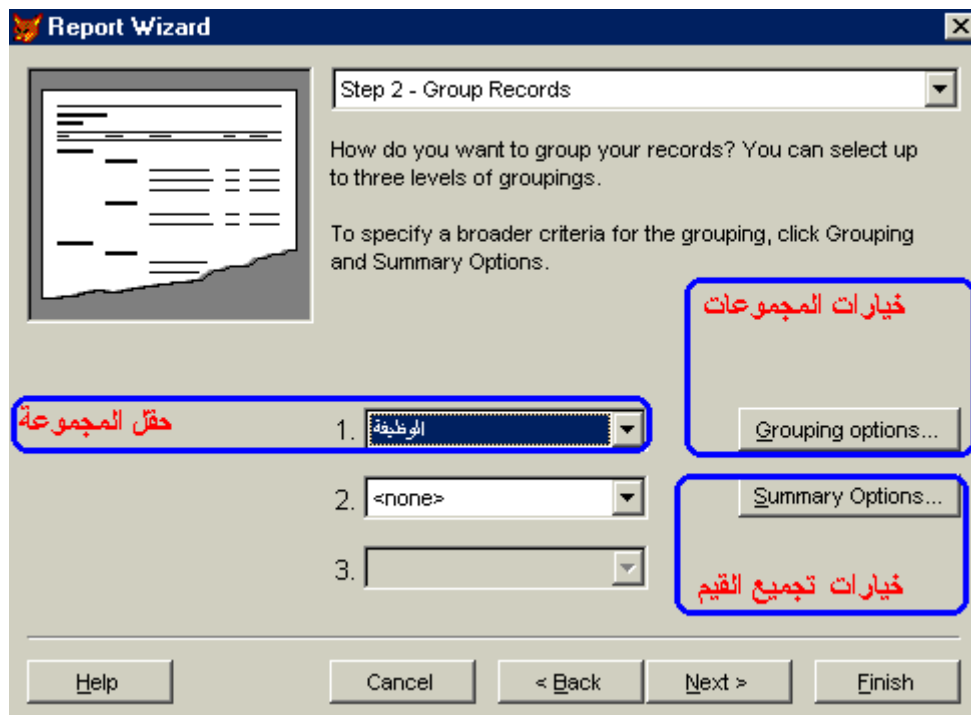 Report Wizard
Step 2 - Group Records
How do you want to group your records? You can select up
to three levels of groupings.
To specify a broader criteria for the grouping, click Grouping
and Summary Options.
خيارات المجموعات
حقل المجموعة
1. الوظيفة
Grouping options...
2. <none>
Summary Options...
3.
خيارات تجميع القيم
Help
Cancel
< Back
Next >
Finish